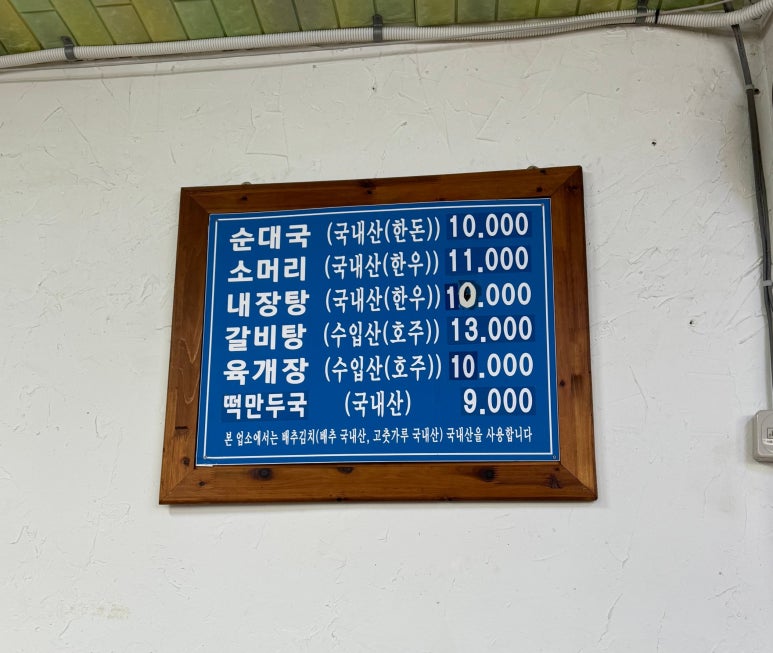 순대국 (국내산(한돈)) 10.000
소머리 (국내산(한우)) 11.000
내장탕 (국내산(한우)) 10.000
갈비탕 (수입산(호주)) 13.000
육개장 (수입산(호주)) 10.000
떡만두국 (국내산) 9.000
본 업소에서는 배추김치(배추 국내산, 고춧가루 국내산) 국내산을 사용합니다